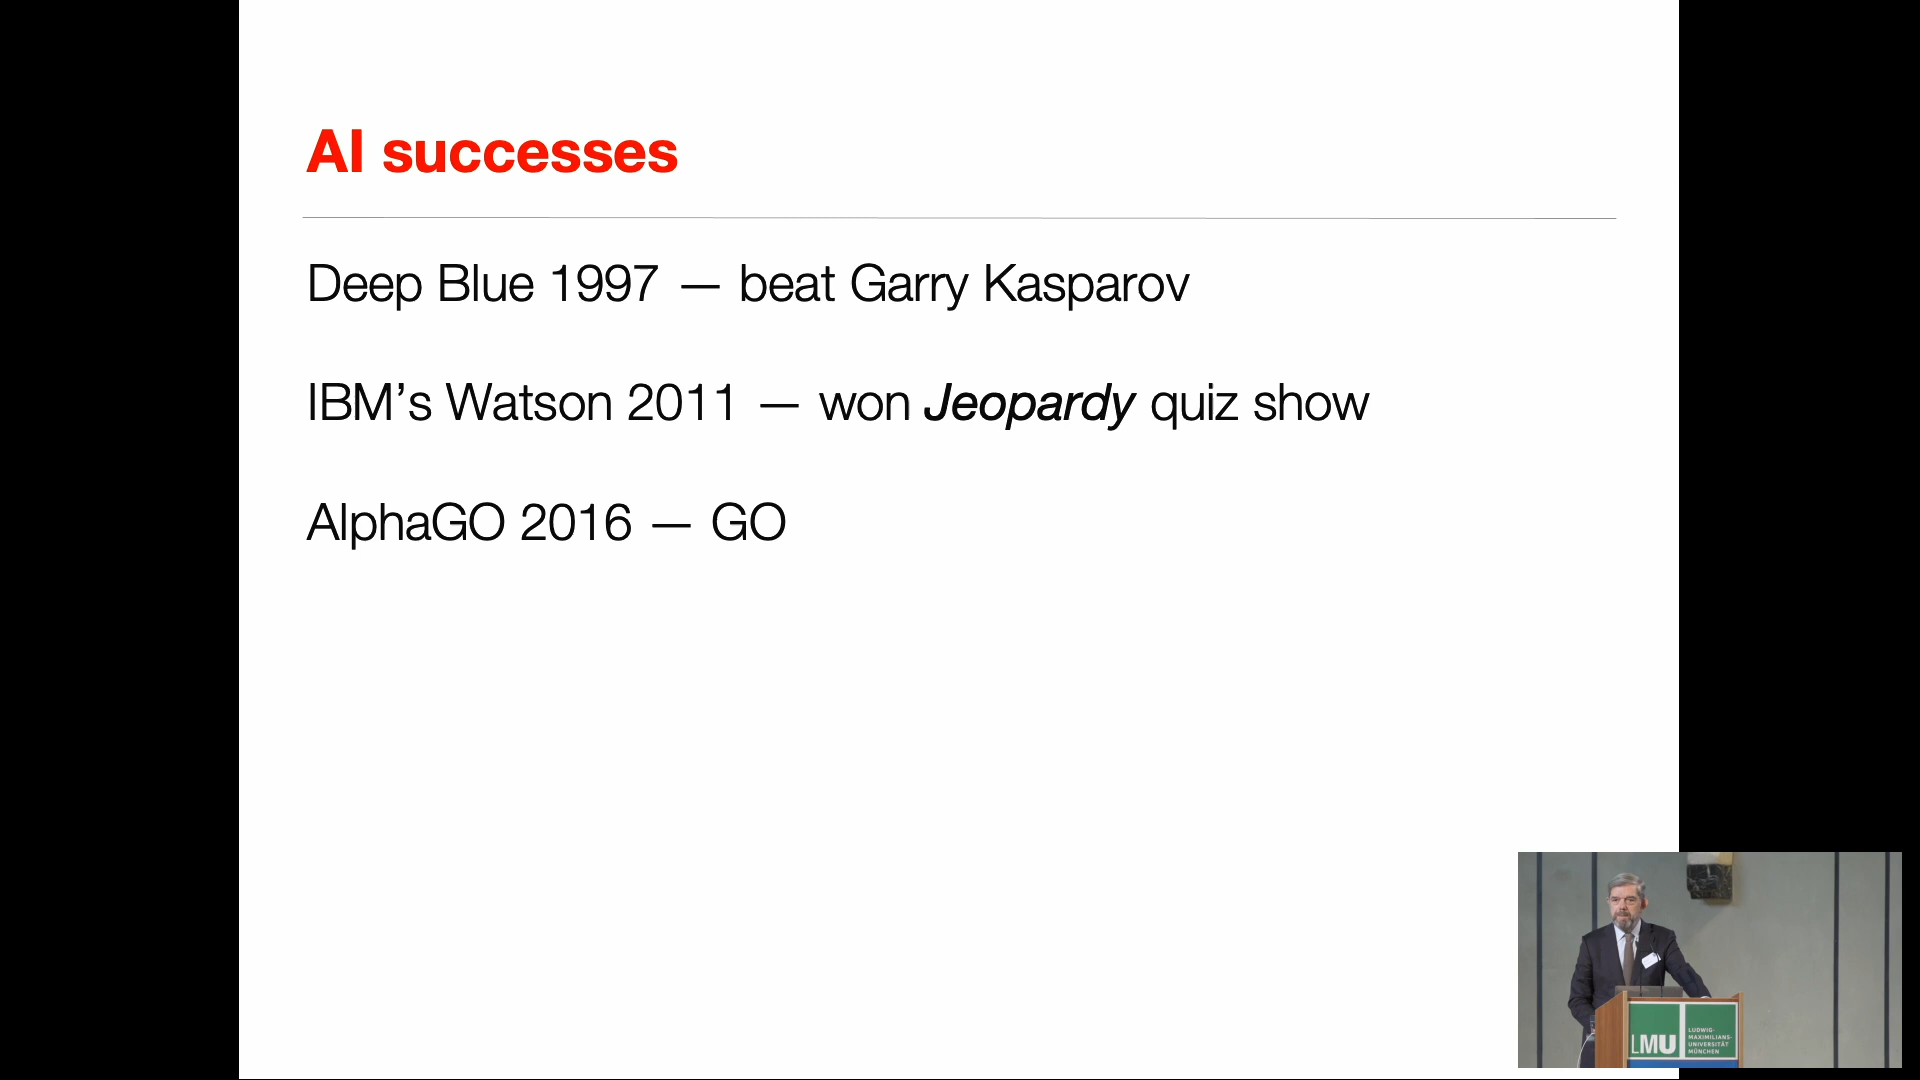 AI successes
Deep Blue 1997 — beat Garry Kasparov
IBM’s Watson 2011 — won Jeopardy quiz show
AlphaGO 2016 — GO
LMU
LUDWIG-
MAXIMILIANS-
UNIVERSITÄT
MÜNCHEN